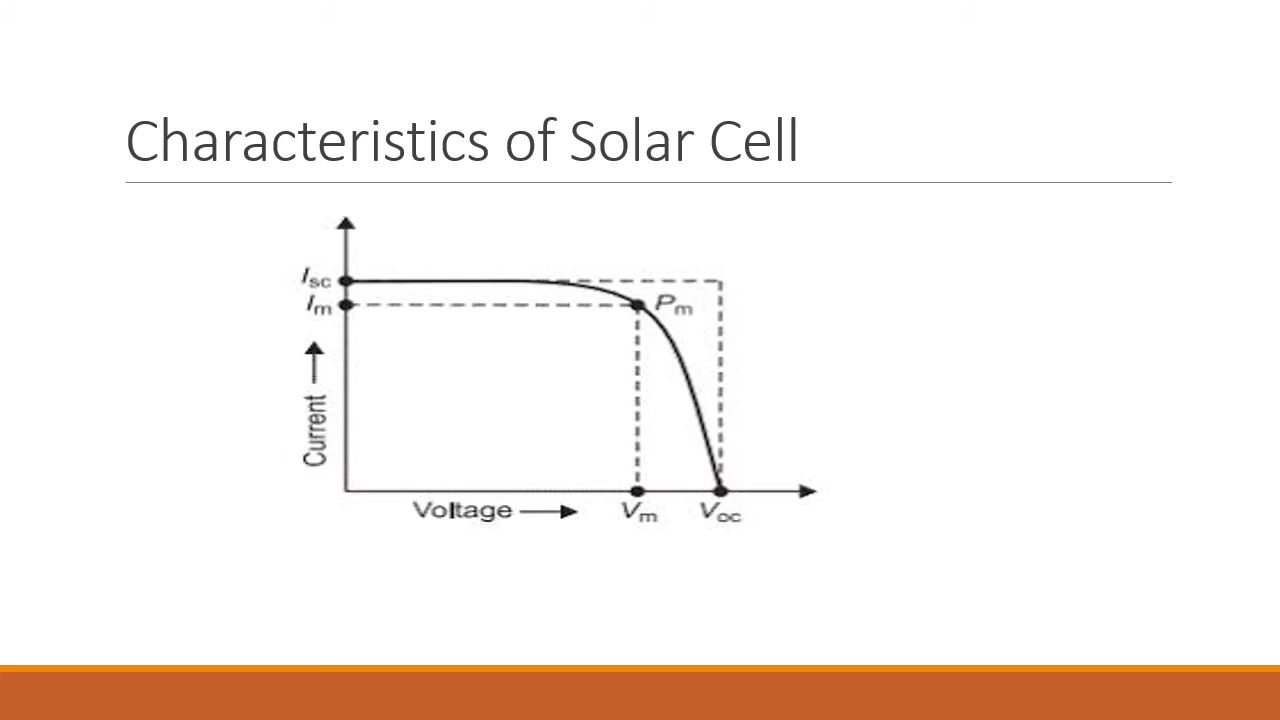 Characteristics of Solar Cell
Isc
Im
Pm
Current
Voltage
Vm
Voc